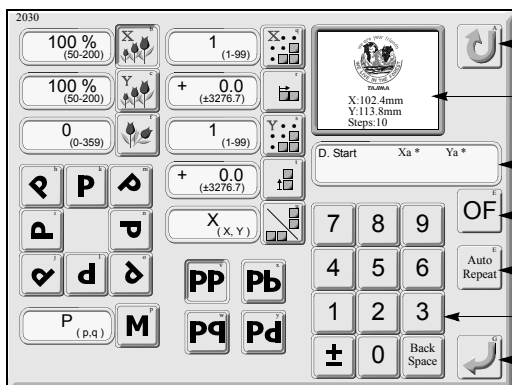 2030
100 %
(50-200)
X
b
100 %
(50-200)
Y
c
0
(0-359)
f
h
P
k
m
i
n
j
d
o
P
(p,q)
M
p
1
(1-99)
X
q
+ 0.0
(±3276.7)
r
1
(1-99)
Y
s
+ 0.0
(±3276.7)
t
X
(X, Y)
u
PP
v
Pb
x
Pq
w
Pd
y
TAJIMA
X:102.4mm
Y:113.8mm
Steps:10
D. Start Xa * Ya *
A
7 8 9
OF
E
4 5 6
Auto
Repeat
E
1 2 3
± 0 Back
Space
G